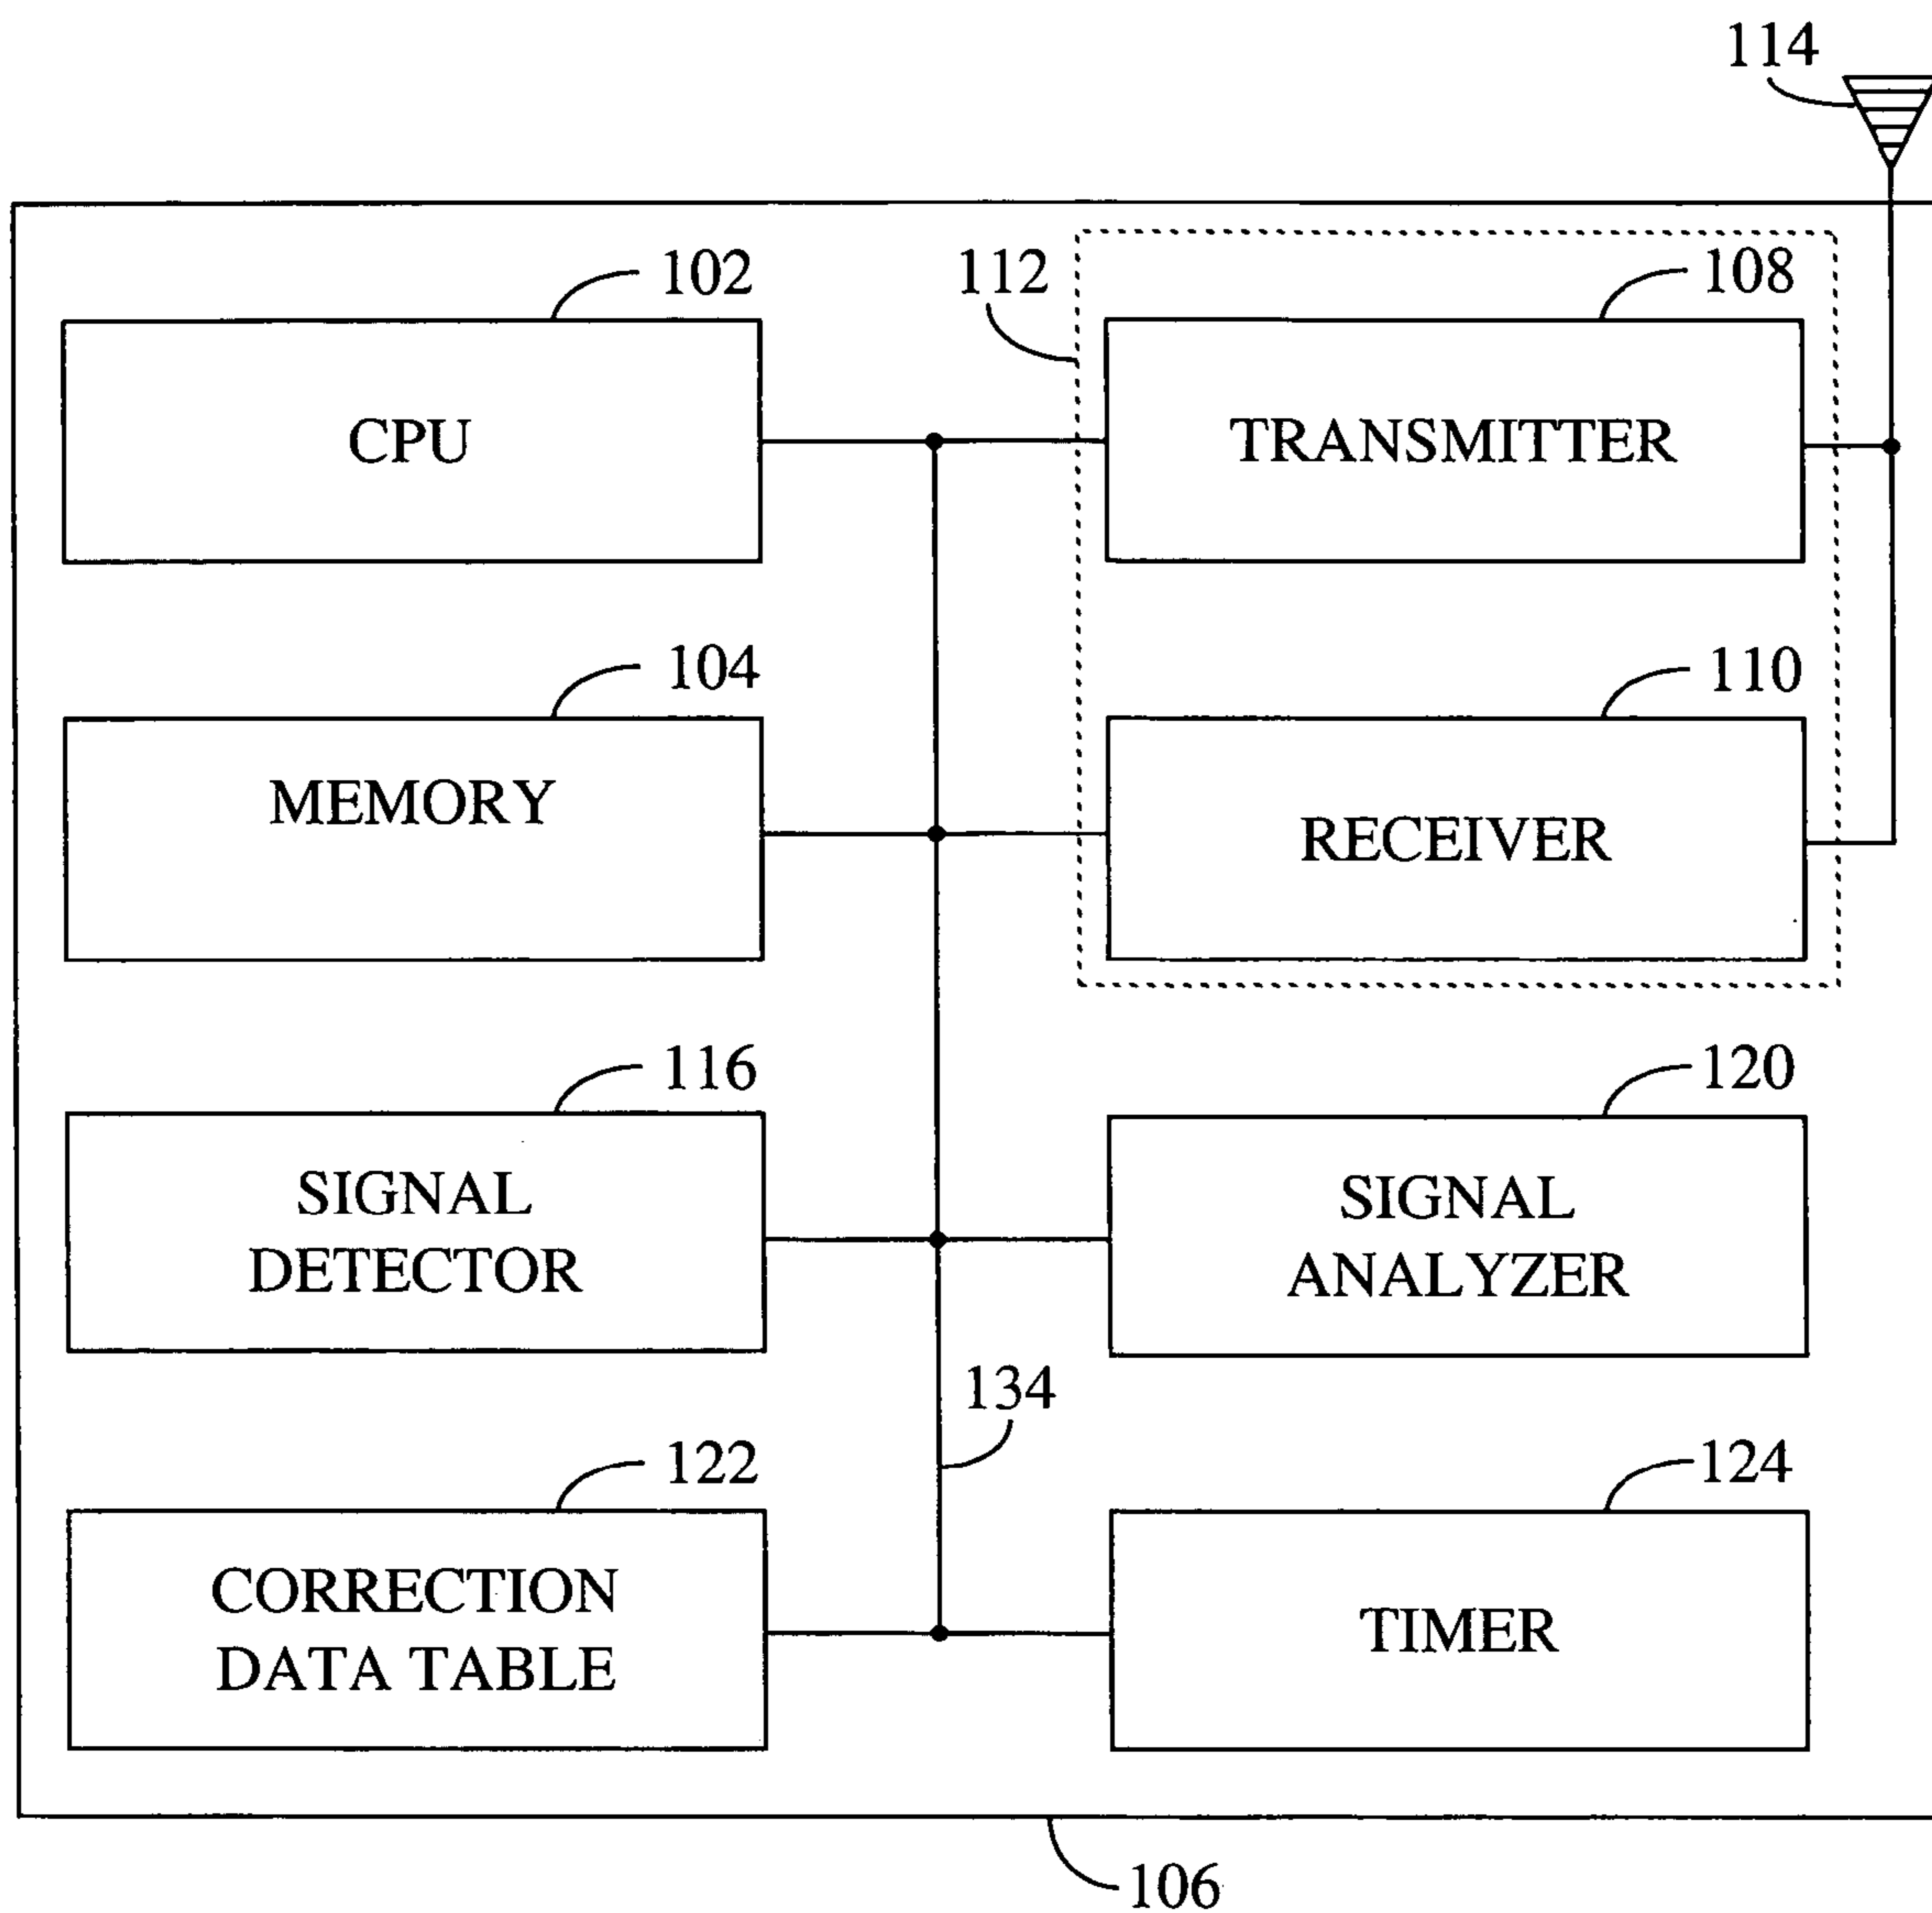 114
102
112
108
CPU
TRANSMITTER
104
110
MEMORY
RECEIVER
116
120
SIGNAL
DETECTOR
SIGNAL
ANALYZER
134
122
124
CORRECTION
DATA TABLE
TIMER
106